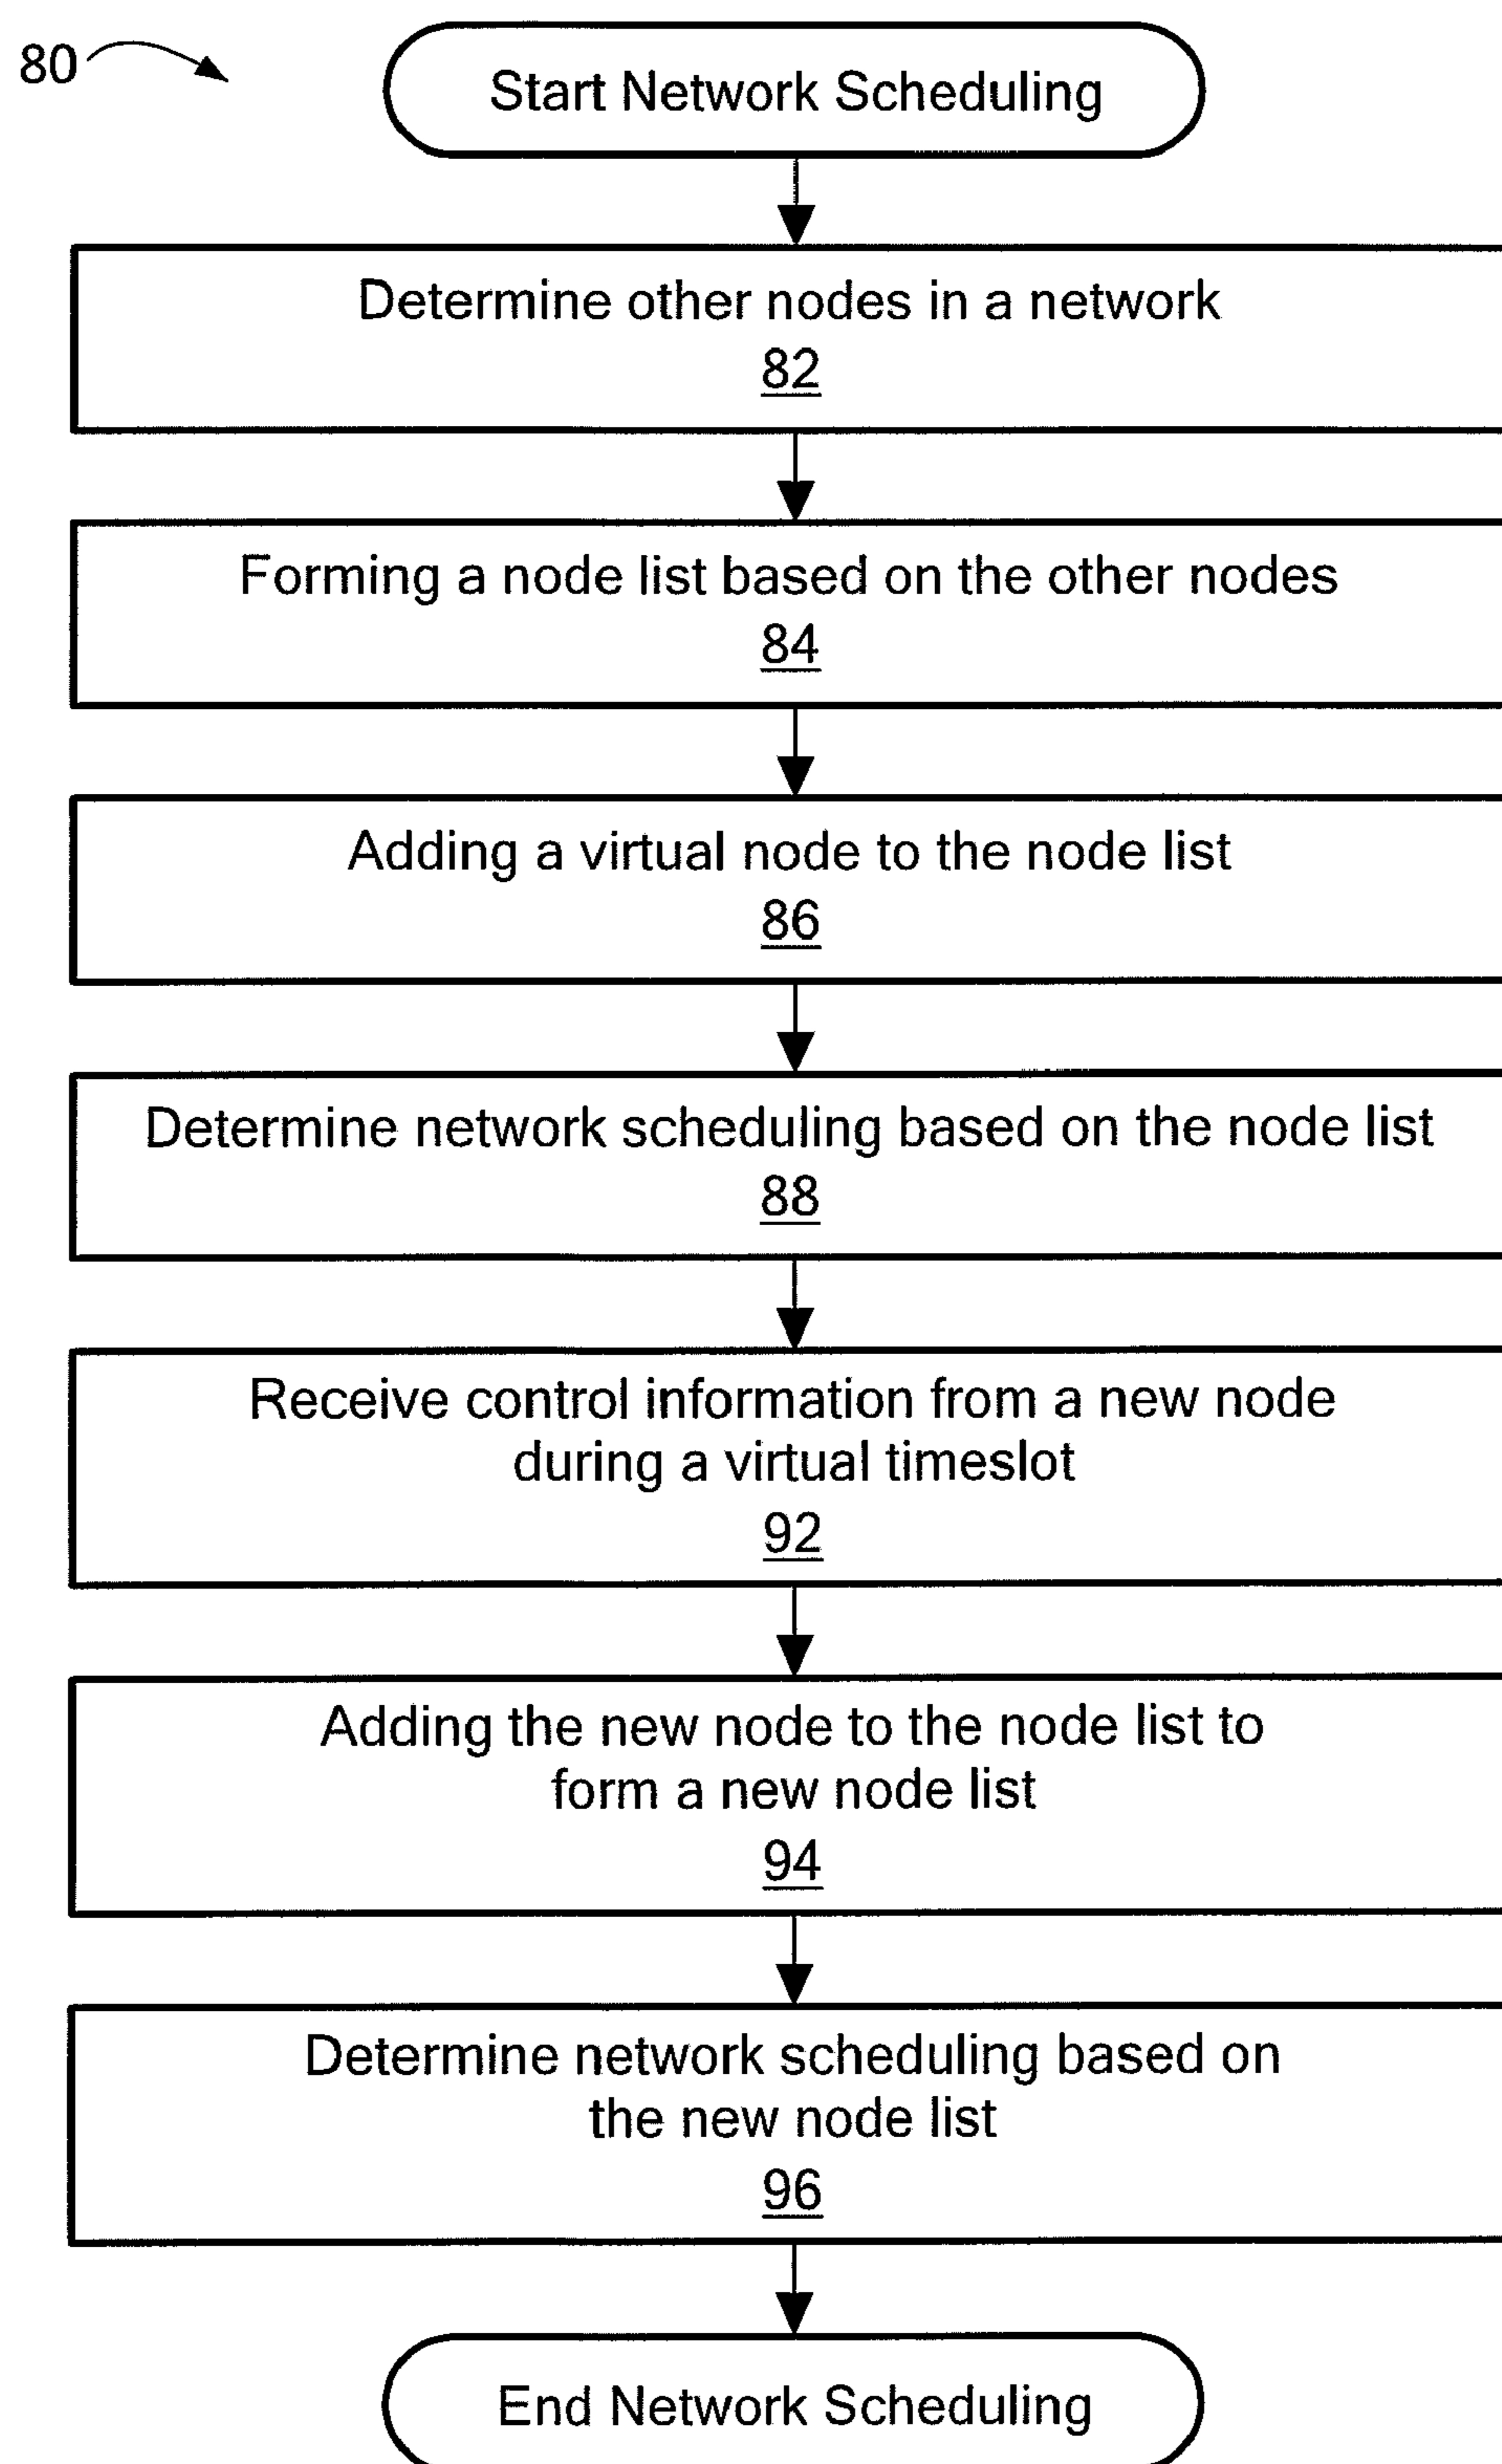 80
Start Network Scheduling
Determine other nodes in a network
82
Forming a node list based on the other nodes
84
Adding a virtual node to the node list
86
Determine network scheduling based on the node list
88
Receive control information from a new node
during a virtual timeslot
92
Adding the new node to the node list to
form a new node list
94
Determine network scheduling based on
the new node list
96
End Network Scheduling